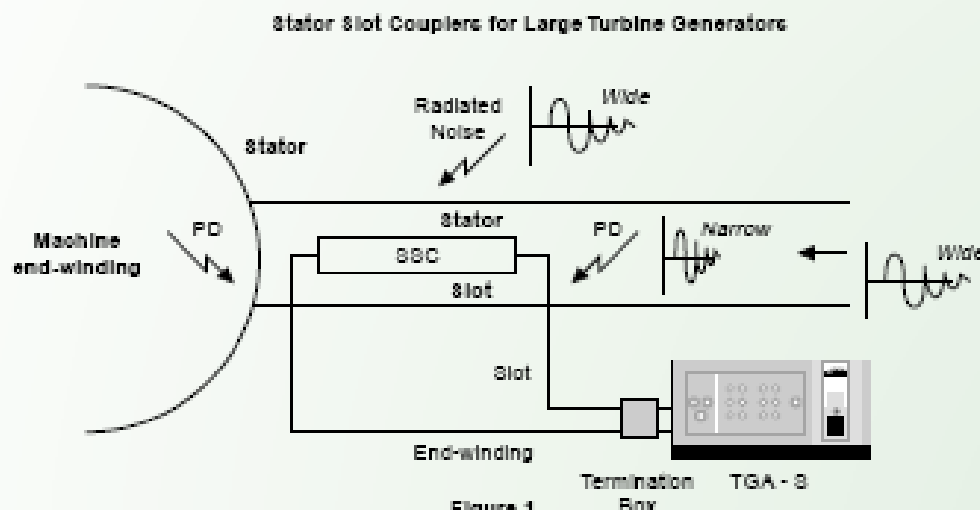 Stator Slot Couplers for Large Turbine Generators
Radiated
Noise
Wide
Stator
Stator
PD
Machine
end-winding
SSC
PD
Narrow
Wide
Slot
Slot
End-winding
Termination
Box
TGA - S
Figure 1